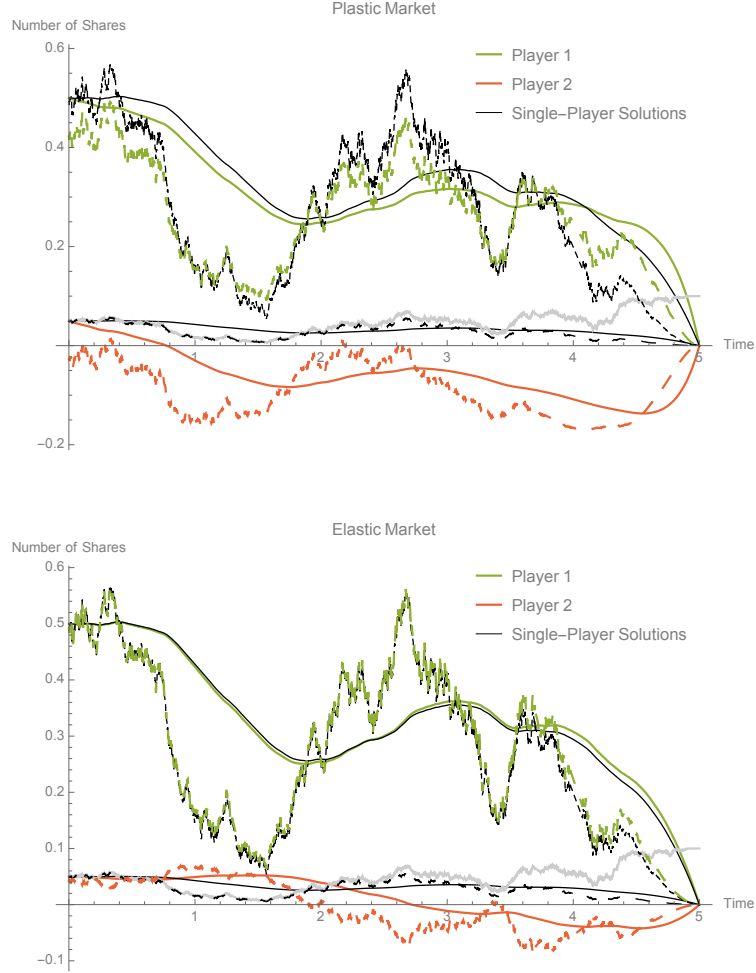 Plastic Market
Number of Shares
0.6
Player 1
Player 2
Single–Player Solutions
0.4
0.2
Time
1
2
3
4
5
−0.2
Elastic Market
Number of Shares
0.6
Player 1
Player 2
Single–Player Solutions
0.5
0.4
0.3
0.2
0.1
Time
1
2
3
4
5
−0.1